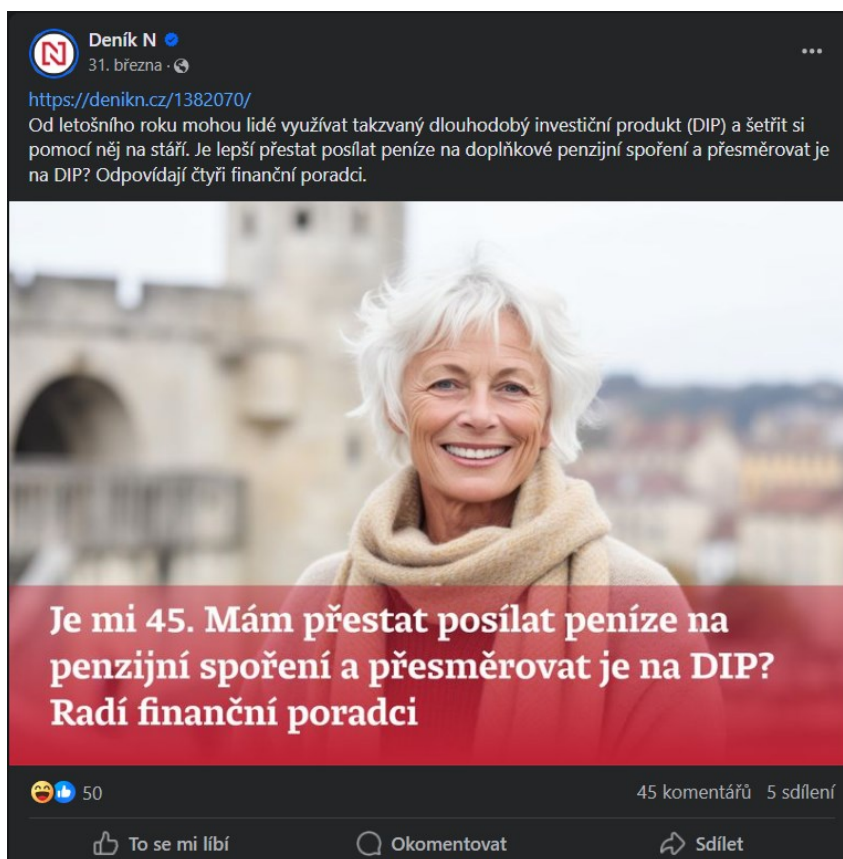 Deník N
31. března ·
https://denikn.cz/1382070/
Od letošního roku mohou lidé využívat takzvaný dlouhodobý investiční produkt (DIP) a šetřit si
pomocí něj na stáří. Je lepší přestat posílat peníze na doplňkové penzijní spoření a přesměrovat je
na DIP? Odpovídají čtyři finanční poradci.
Je mi 45. Mám přestat posílat peníze na
penzijní spoření a přesměrovat je na DIP?
Radí finanční poradci
50
45 komentářů 5 sdílení
To se mi líbí Okomentovat Sdílet